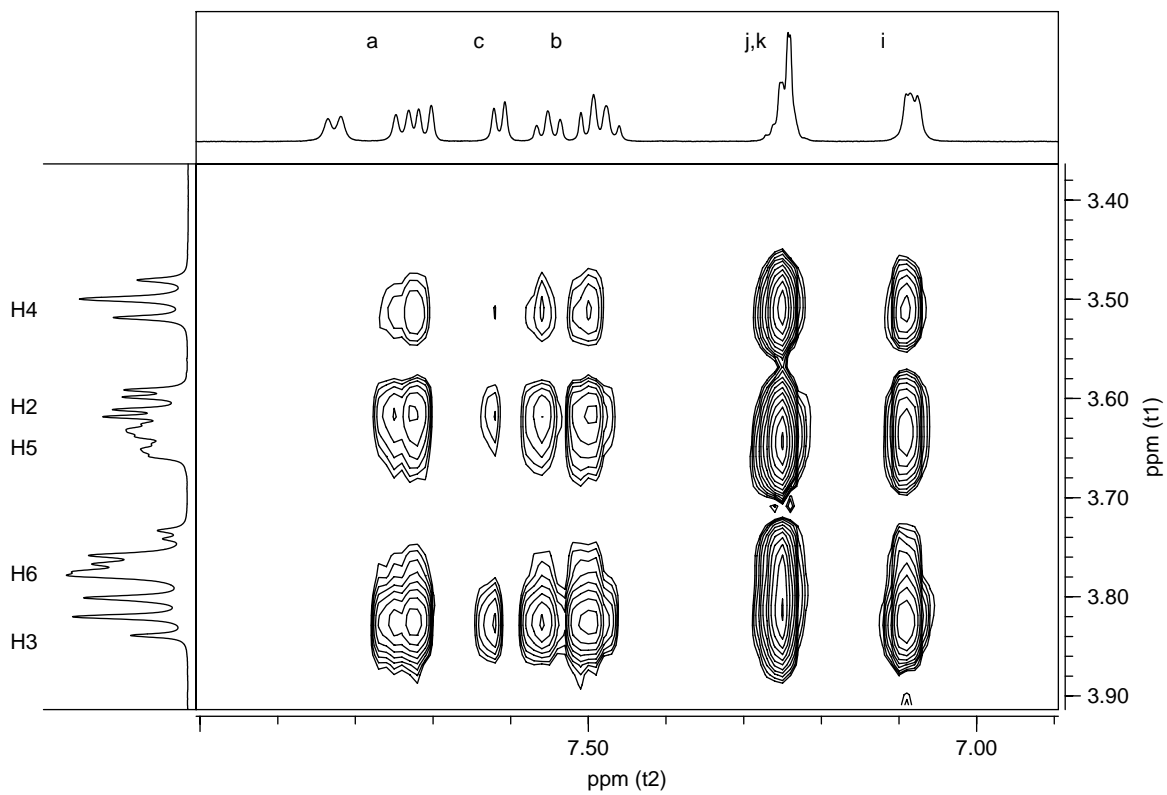 a c b j,k i
3.40
H4 3.50
H2 3.60
H5
3.70
H6
3.80
H3
3.90
7.50 7.00
ppm (t2)
ppm (t1)